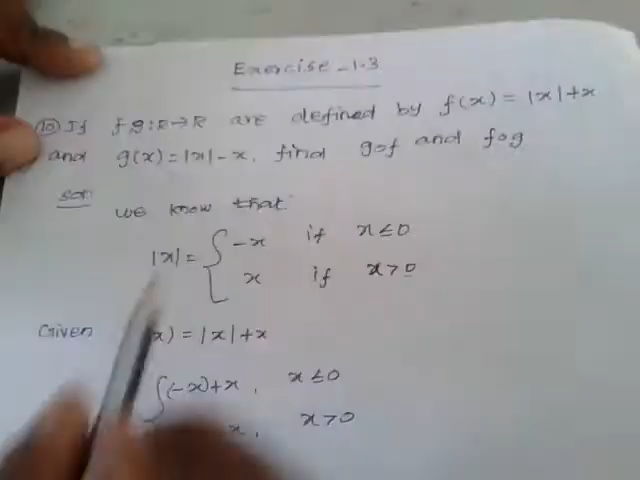 Exercise - 1.3
10 If f,g:R→R are defined by f(x) = |x|+x
and g(x) = |x| - x, find gof and fog
Sol:
we know that
|x| = { -x if x≤0
x if x>0
Given x) = |x|+x
(-x)+x , x≤0
x, x>0